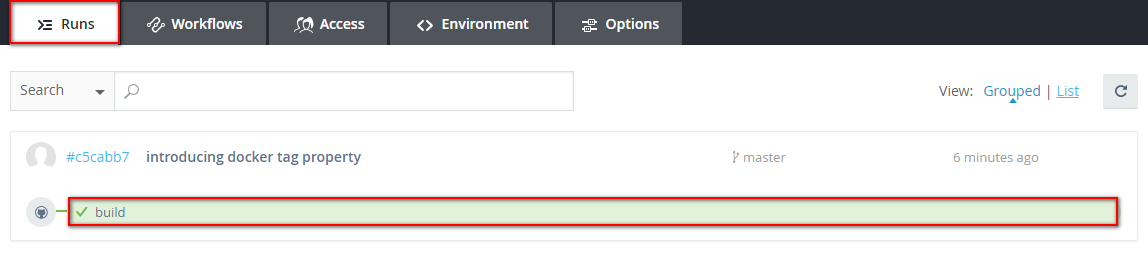 Runs Workflows Access Environment Options
Search View: Grouped | List
#c5cabb7 introducing docker tag property master 6 minutes ago
build